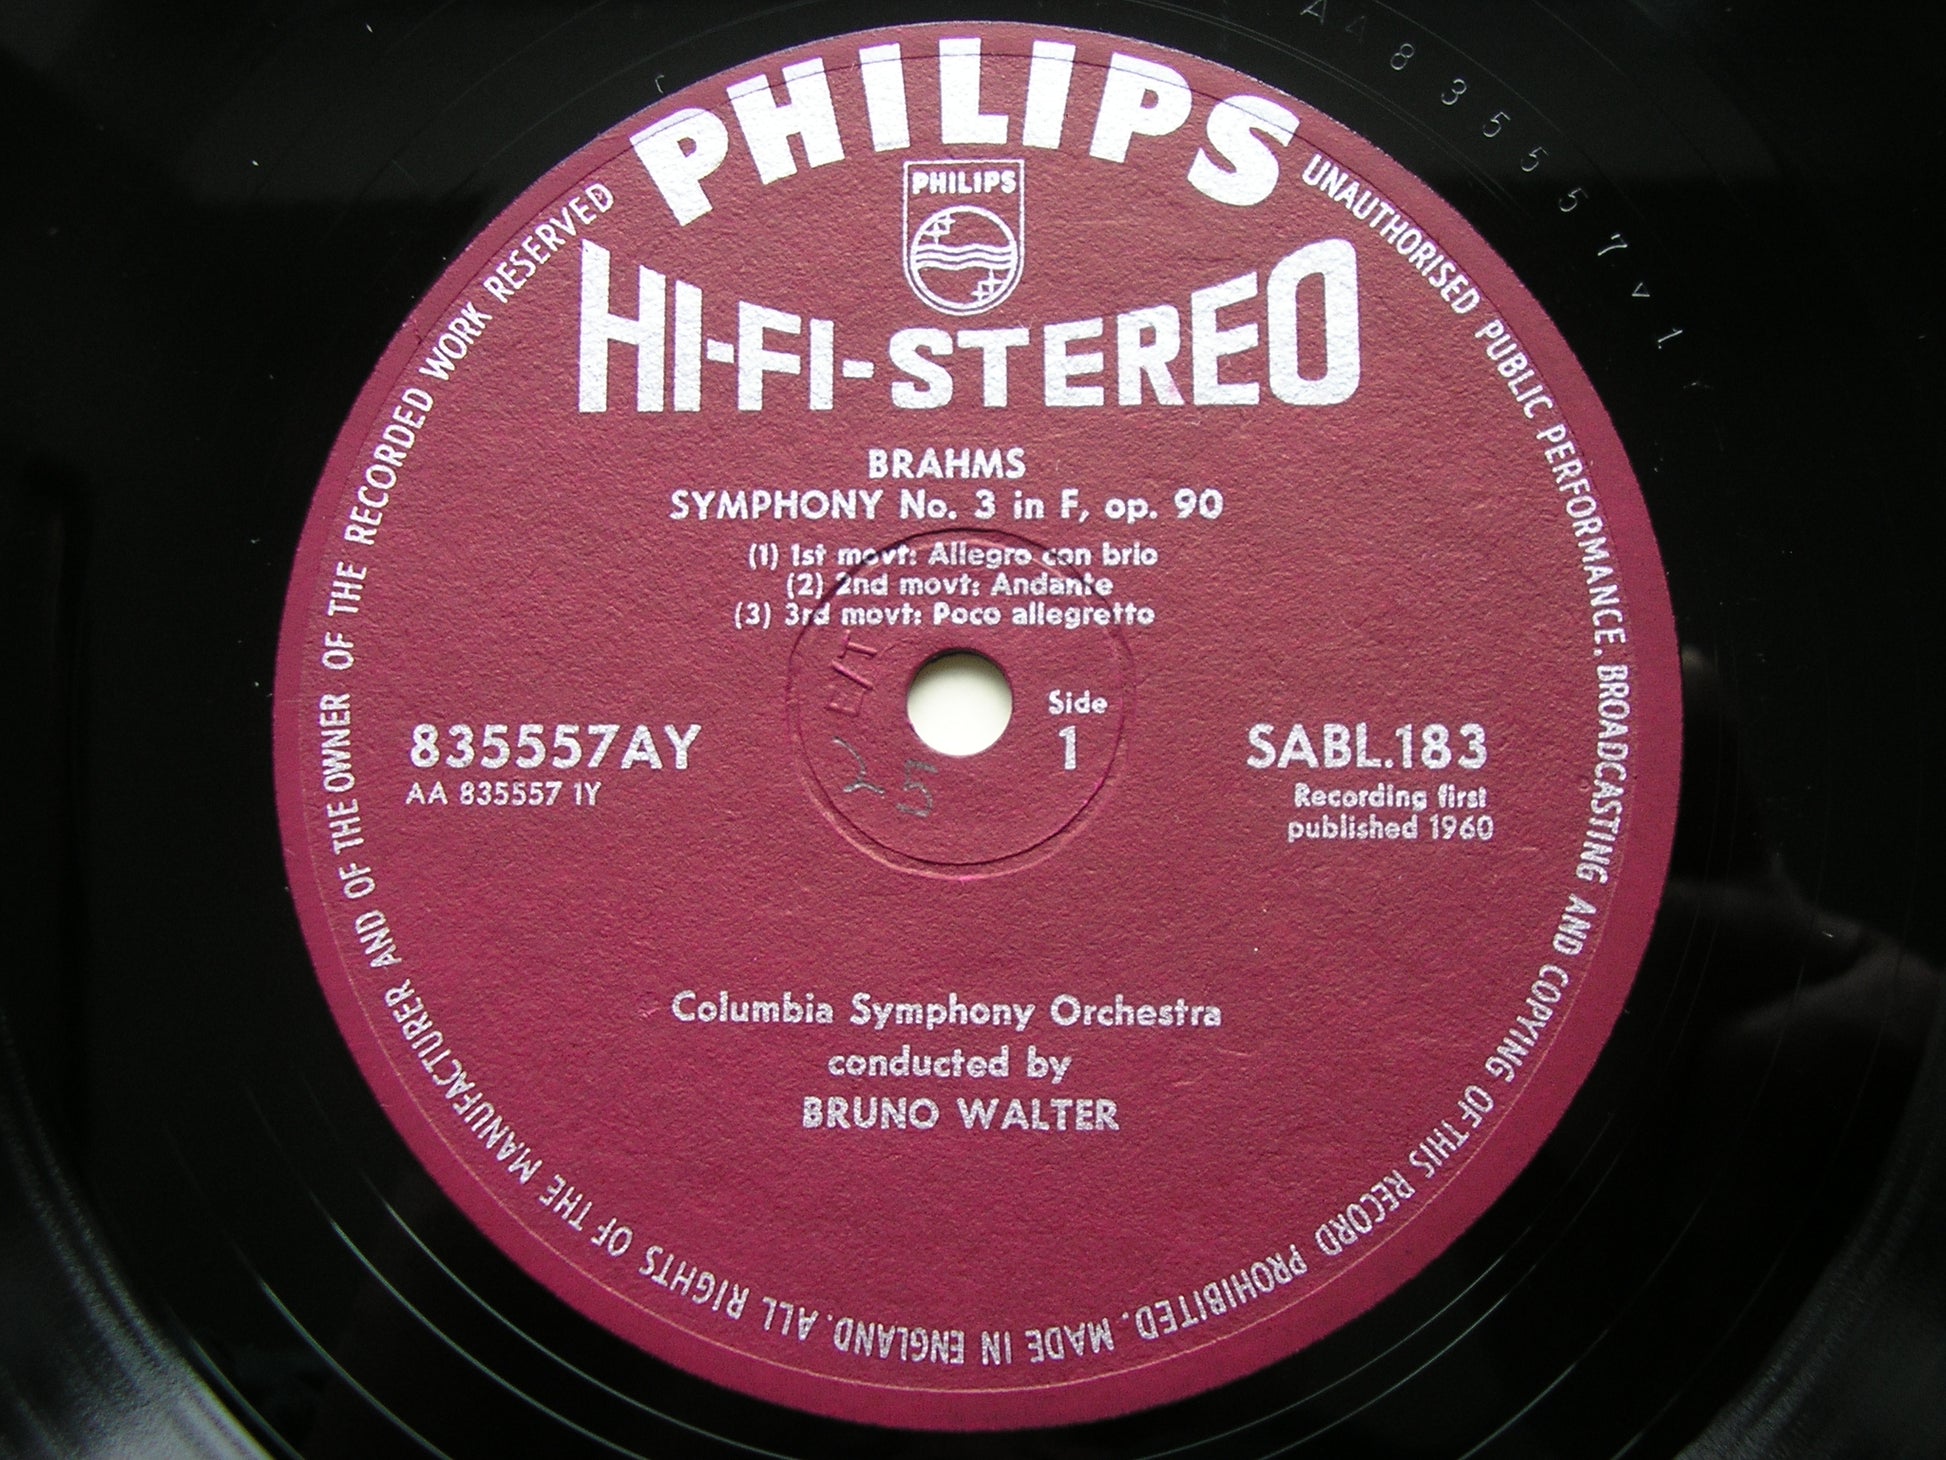 PHILIPS
PHILIPS
HI-FI-STEREO
BRAHMS
SYMPHONY No. 3 in F, op. 90
(1) 1st movt: Allegro con brio
(2) 2nd movt: Andante
(3) 3rd movt: Poco allegretto
Side
1
835557AY
AA 835557 1Y
SABL.183
Recording first
published 1960
Columbia Symphony Orchestra
conducted by
BRUNO WALTER
MADE IN ENGLAND. ALL RIGHTS OF THE MANUFACTURER AND OF THE OWNER OF THE RECORDED WORK RESERVED
UNAUTHORISED PUBLIC PERFORMANCE, BROADCASTING AND COPYING OF THIS RECORD PROHIBITED.
E/T
AA 835557
1